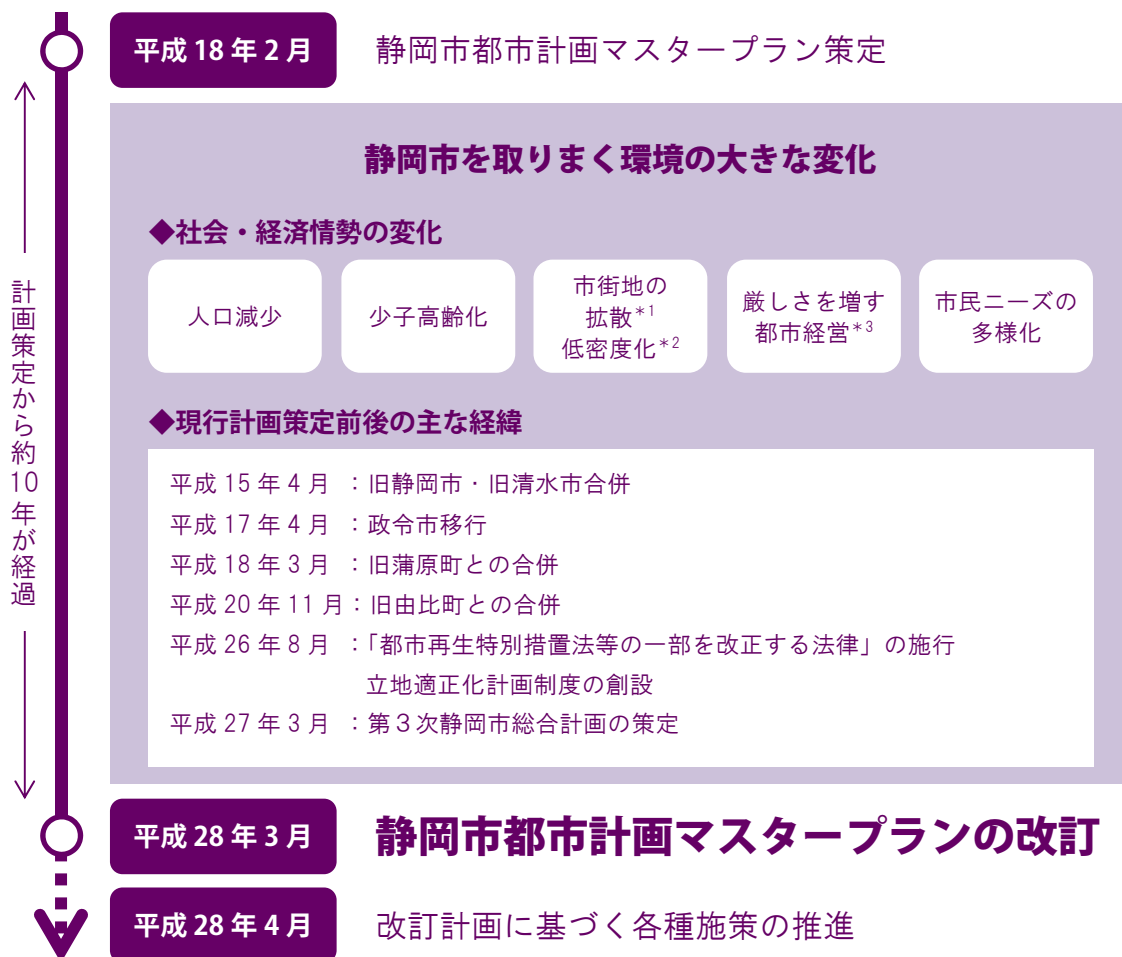 平成 18 年 2 月
静岡市都市計画マスタープラン策定
計画策定から約10年が経過
静岡市を取りまく環境の大きな変化
◆社会・経済情勢の変化
人口減少
少子高齢化
市街地の
拡散*1
低密度化*2
厳しさを増す
都市経営*3
市民ニーズの
多様化
◆現行計画策定前後の主な経緯
平成 15 年 4 月 ：旧静岡市・旧清水市合併
平成 17 年 4 月 ：政令市移行
平成 18 年 3 月 ：旧蒲原町との合併
平成 20 年 11 月：旧由比町との合併
平成 26 年 8 月 ：「都市再生特別措置法等の一部を改正する法律」の施行
立地適正化計画制度の創設
平成 27 年 3 月 ：第３次静岡市総合計画の策定
平成 28 年 3 月
静岡市都市計画マスタープランの改訂
平成 28 年 4 月
改訂計画に基づく各種施策の推進